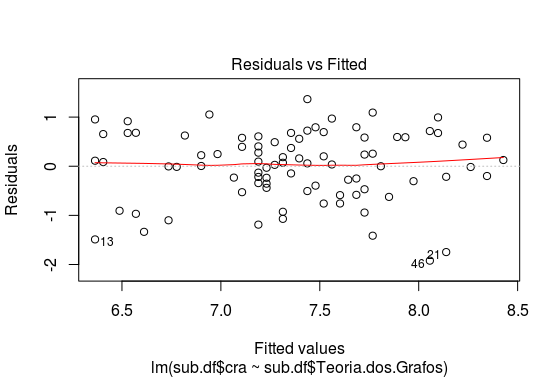 Residuals vs Fitted
Residuals
1
0
-1
-2
13
21
46
6.5 7.0 7.5 8.0 8.5
Fitted values
lm(sub.df$cra ~ sub.df$Teoria.dos.Grafos)